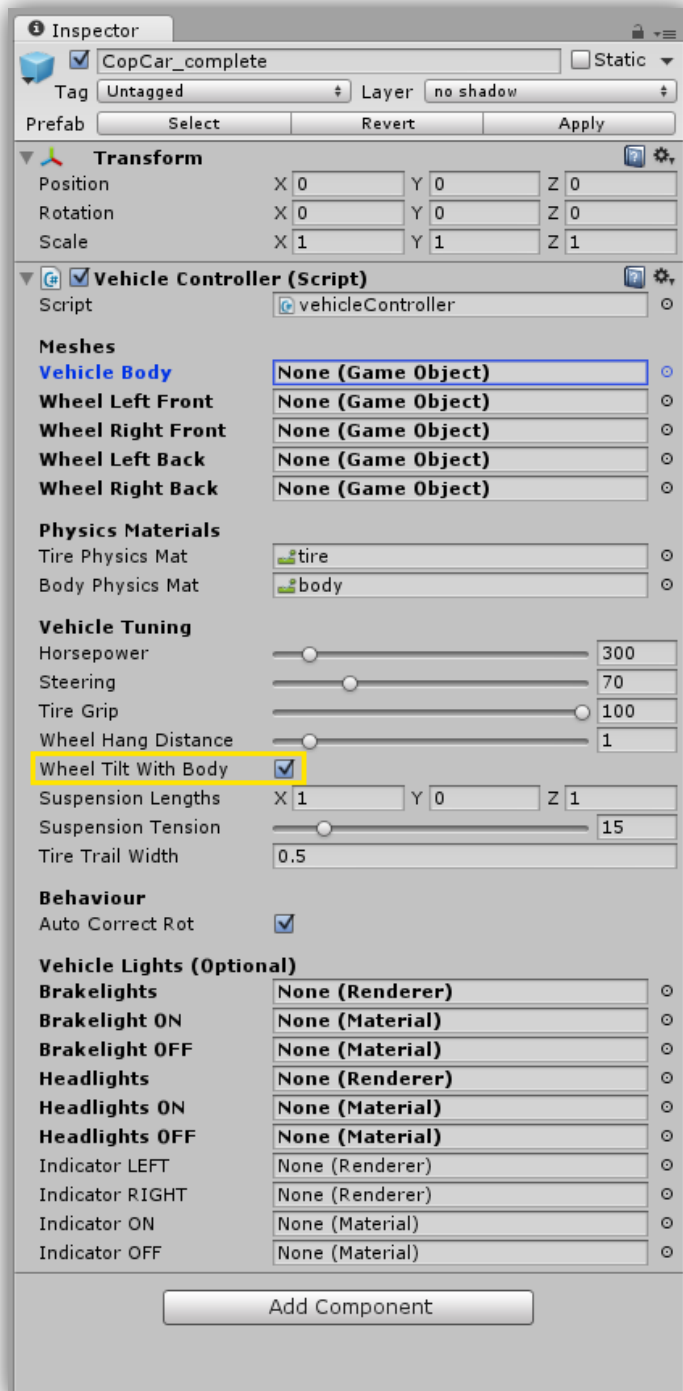 Inspector
CopCar_complete Static
Tag Untagged Layer no shadow
Prefab Select Revert Apply
Transform
Position X 0 Y 0 Z 0
Rotation X 0 Y 0 Z 0
Scale X 1 Y 1 Z 1
Vehicle Controller (Script)
Script vehicleController
Meshes
Vehicle Body None (Game Object)
Wheel Left Front None (Game Object)
Wheel Right Front None (Game Object)
Wheel Left Back None (Game Object)
Wheel Right Back None (Game Object)
Physics Materials
Tire Physics Mat tire
Body Physics Mat body
Vehicle Tuning
Horsepower 300
Steering 70
Tire Grip 100
Wheel Hang Distance 1
Wheel Tilt With Body
Suspension Lengths X 1 Y 0 Z 1
Suspension Tension 15
Tire Trail Width 0.5
Behaviour
Auto Correct Rot
Vehicle Lights (Optional)
Brakelights None (Renderer)
Brakelight ON None (Material)
Brakelight OFF None (Material)
Headlights None (Renderer)
Headlights ON None (Material)
Headlights OFF None (Material)
Indicator LEFT None (Renderer)
Indicator RIGHT None (Renderer)
Indicator ON None (Material)
Indicator OFF None (Material)
Add Component